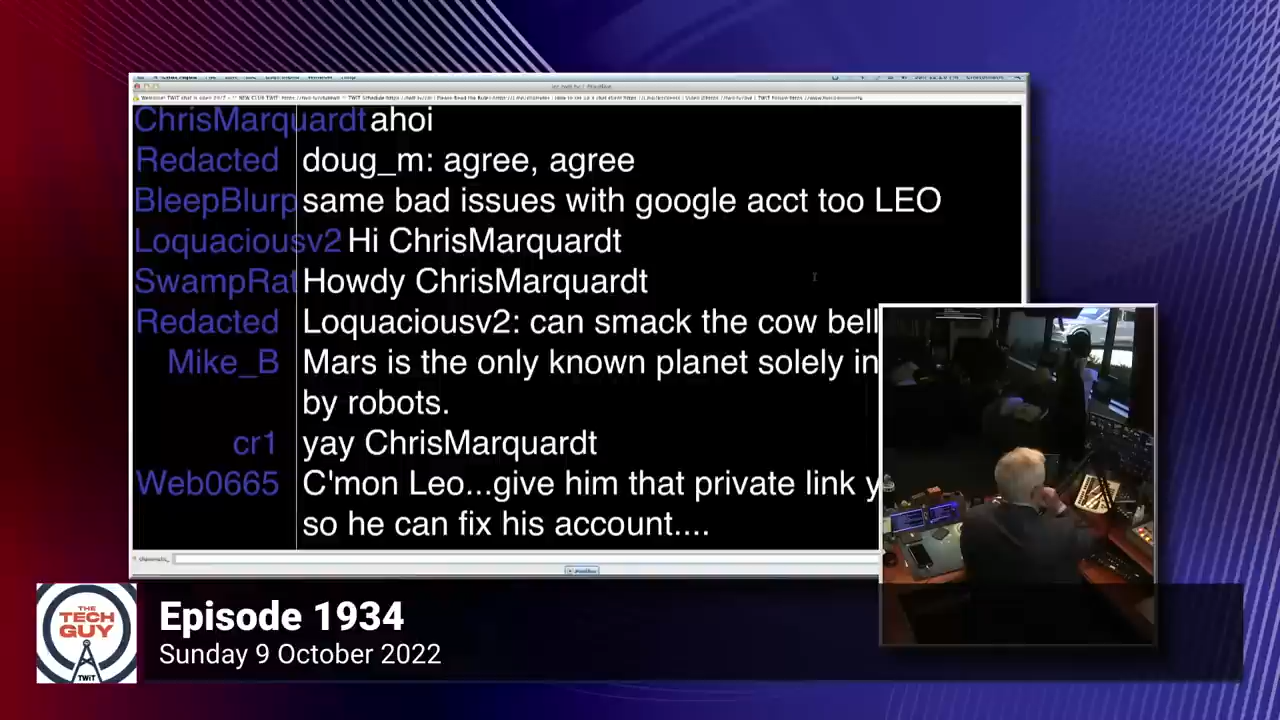 ChrisMarquardt ahoi
Redacted doug_m: agree, agree
BleepBlurp same bad issues with google acct too LEO
Loquaciousv2 Hi ChrisMarquardt
SwampRat Howdy ChrisMarquardt
Redacted Loquaciousv2: can smack the cow bell
Mike_B Mars is the only known planet solely in
by robots.
cr1 yay ChrisMarquardt
Web0665 C'mon Leo...give him that private link y
so he can fix his account....
THE
TECH
GUY
TWiT
Episode 1934
Sunday 9 October 2022